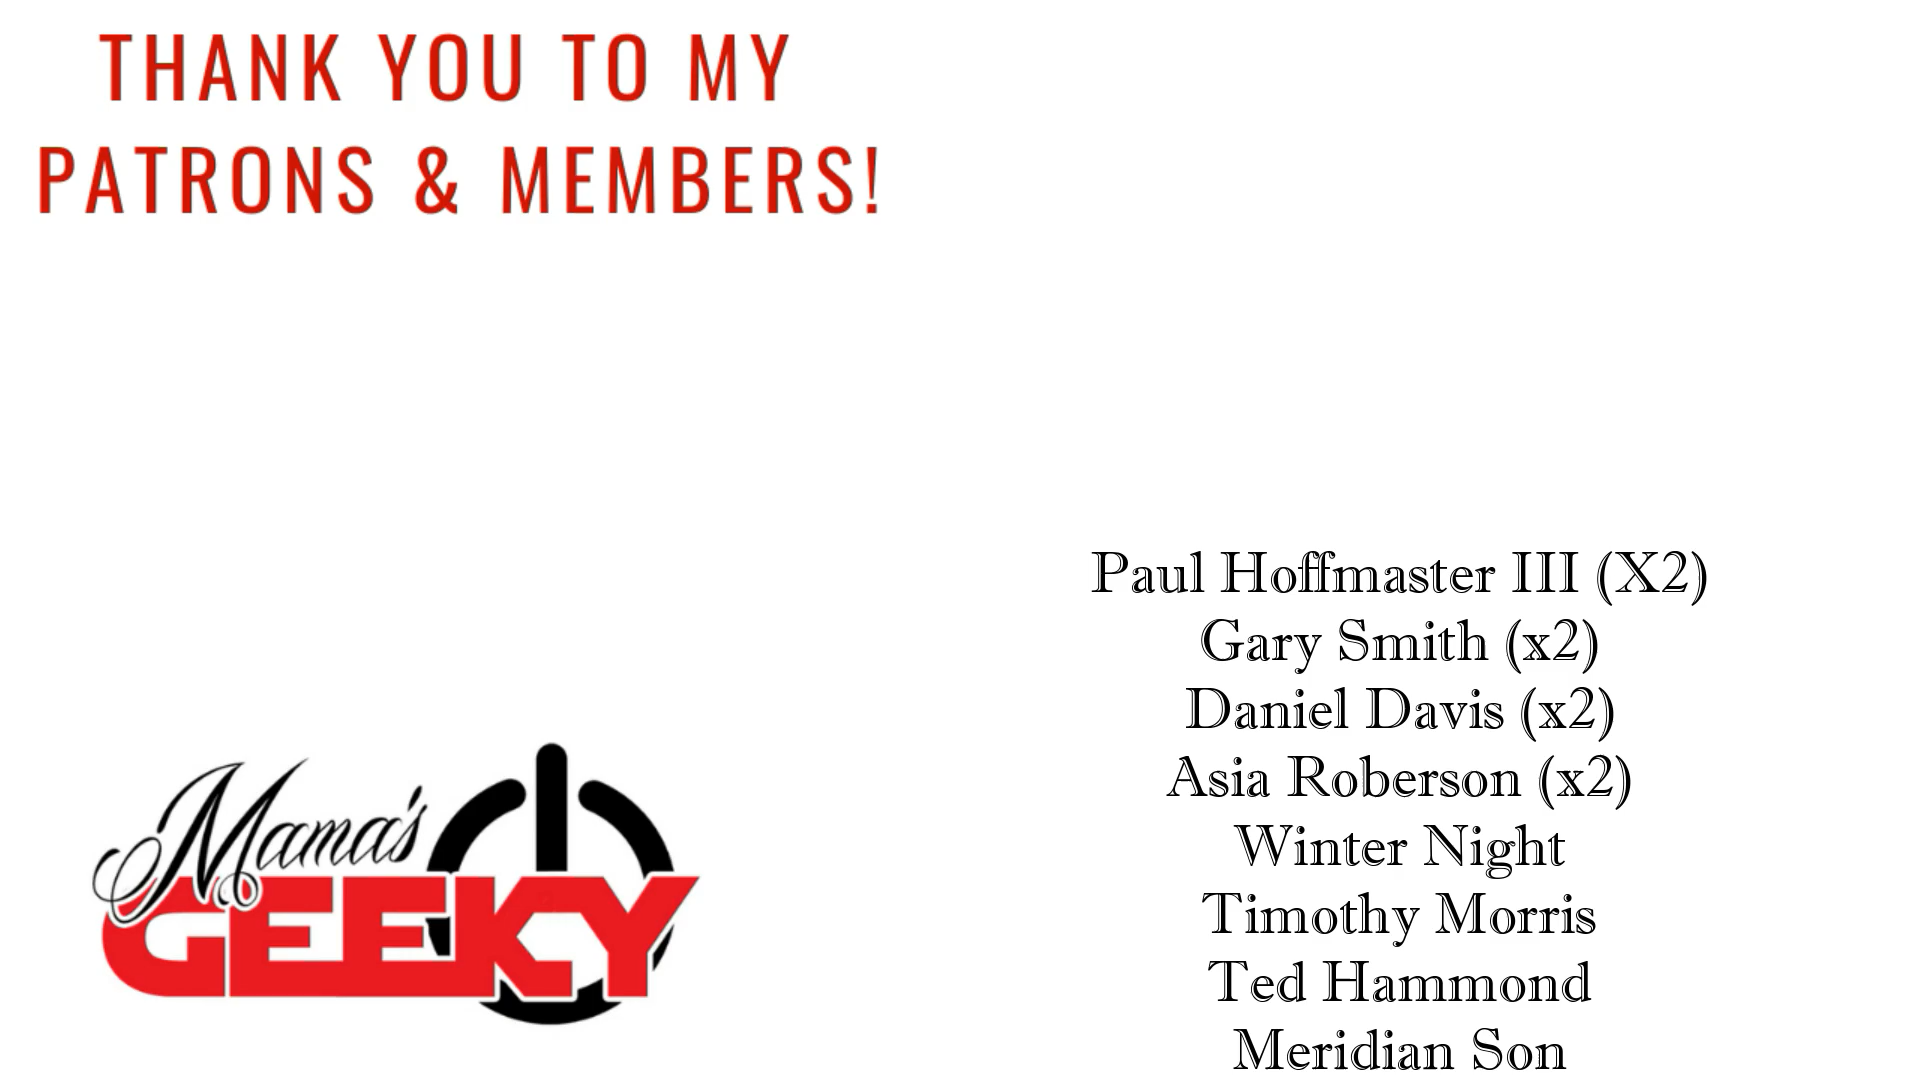 THANK YOU TO MY
PATRONS & MEMBERS!
Paul Hoffmaster III (X2)
Gary Smith (x2)
Daniel Davis (x2)
Asia Roberson (x2)
Winter Night
Timothy Morris
Ted Hammond
Meridian Son
Mama's
GEEKY